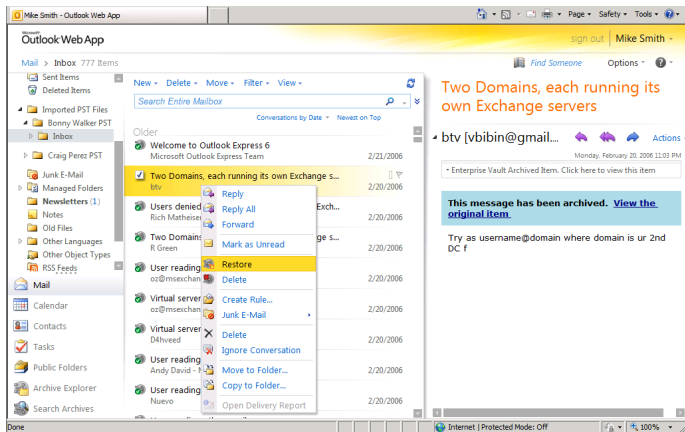 Mike Smith - Outlook Web App
Page
Safety
Tools
Microsoft
Outlook Web App
sign out
Mike Smith
Mail
Inbox 777 Items
Find Someone
Options
Sent Items
Deleted Items
Imported PST Files
Bonny Walker PST
Inbox
Craig Perez PST
Junk E-Mail
Managed Folders
Newsletters (1)
Notes
Old Files
Other Languages
Other Object Types
RSS Feeds
Mail
Calendar
Contacts
Tasks
Public Folders
Archive Explorer
Search Archives
New
Delete
Move
Filter
View
Search Entire Mailbox
Conversations by Date
Newest on Top
Older
Welcome to Outlook Express 6
Microsoft Outlook Express Team 2/21/2006
Two Domains, each running its own Exchange s...
btv 2/20/2006
Users denied Exch...
Rich Matheisen 2/20/2006
Two Domains ge s...
R Green 2/20/2006
User reading
oz@msexchan 2/20/2006
Virtual server
oz@msexchan 2/20/2006
Virtual server
D4hveed 2/20/2006
User reading
Andy David - 2/20/2006
User reading
Nuevo 2/20/2006
Reply
Reply All
Forward
Mark as Unread
Restore
Delete
Create Rule...
Junk E-Mail
Delete
Ignore Conversation
Move to Folder...
Copy to Folder...
Open Delivery Report
Two Domains, each running its
own Exchange servers
btv [vbibin@gmail....
Actions
Monday, February 20, 2006 11:03 PM
• Enterprise Vault Archived Item. Click here to view this item
This message has been archived. View the
original item
Try as username@domain where domain is ur 2nd
DC f
Done
Internet | Protected Mode: Off
100%